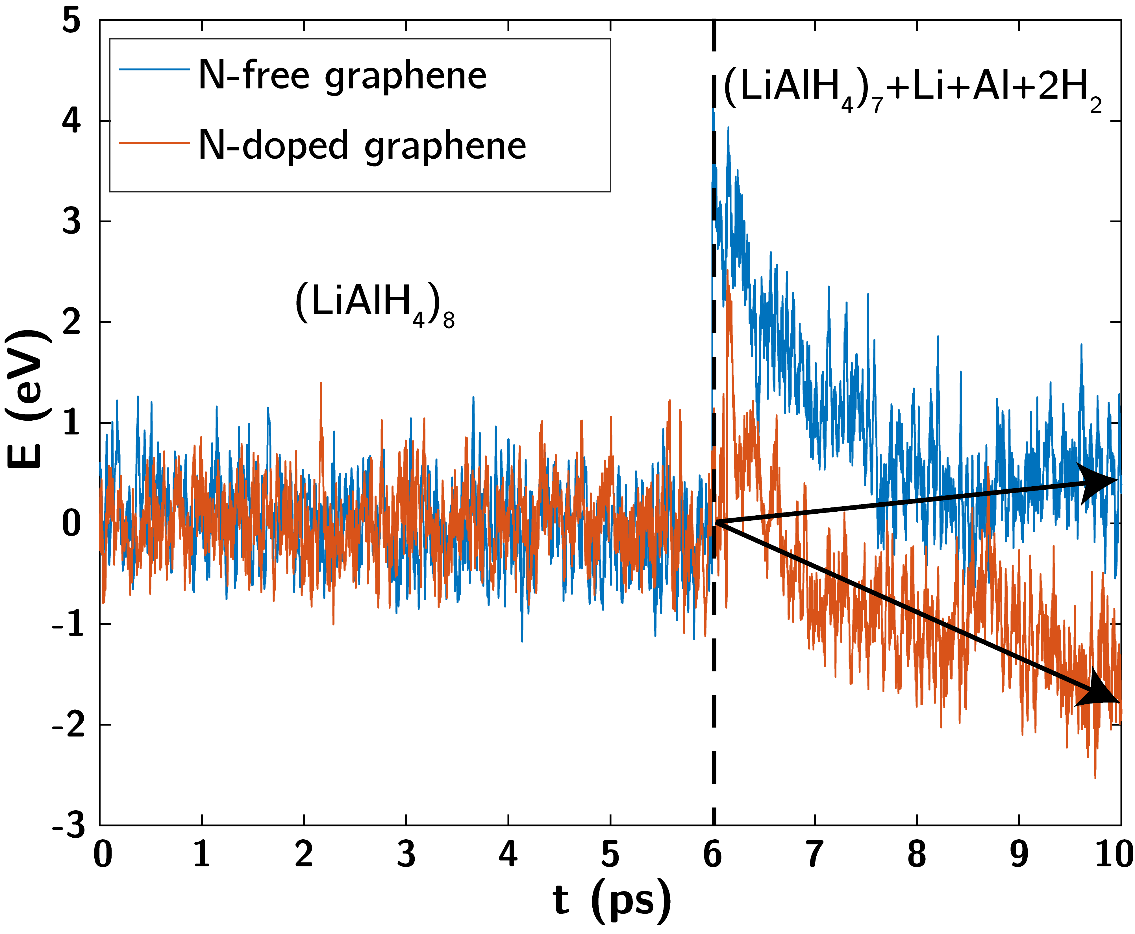 N-free graphene
N-doped graphene
(LiAlH₄)₈
(LiAlH₄)₇+Li+Al+2H₂
E (eV)
5
4
3
2
1
0
-1
-2
-3
0 1 2 3 4 5 6 7 8 9 10
t (ps)